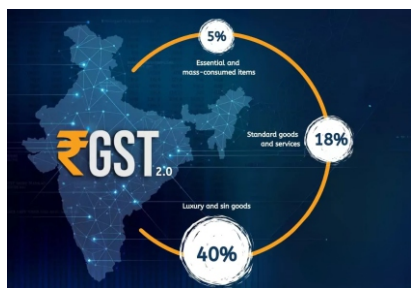 5%
Essential and
mass-consumed items
₹GST 2.0
Standard goods
and services
18%
Luxury and sin goods
40%